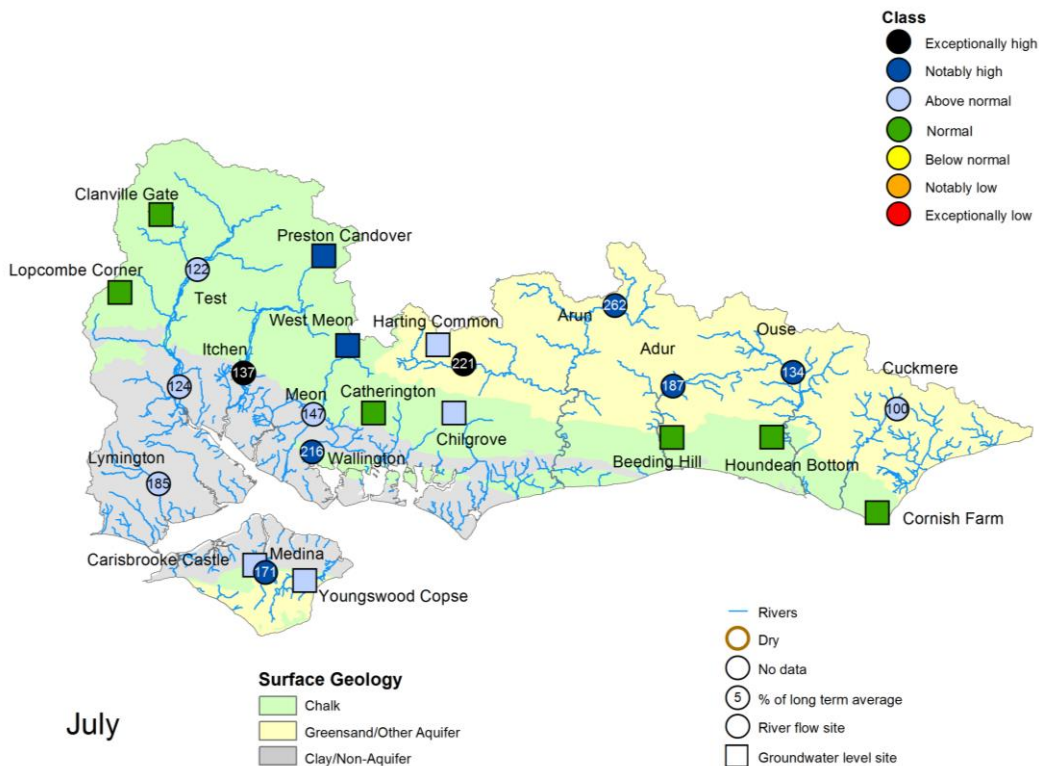 Class
Exceptionally high
Notably high
Above normal
Normal
Below normal
Notably low
Exceptionally low
Clanville Gate
Preston Candover
Lopcombe Corner
122
Test
West Meon
Harting Common
Arun
262
Ouse
Itchen
Adur
137
221
Cuckmere
124
187
134
Meon
Catherington
147
100
Chilgrove
216
Wallington
Beeding Hill
Houndean Bottom
Lymington
185
Cornish Farm
Carisbrooke Castle
Medina
171
Youngswood Copse
Rivers
Dry
No data
5
% of long term average
River flow site
Groundwater level site
Surface Geology
Chalk
Greensand/Other Aquifer
Clay/Non-Aquifer
July